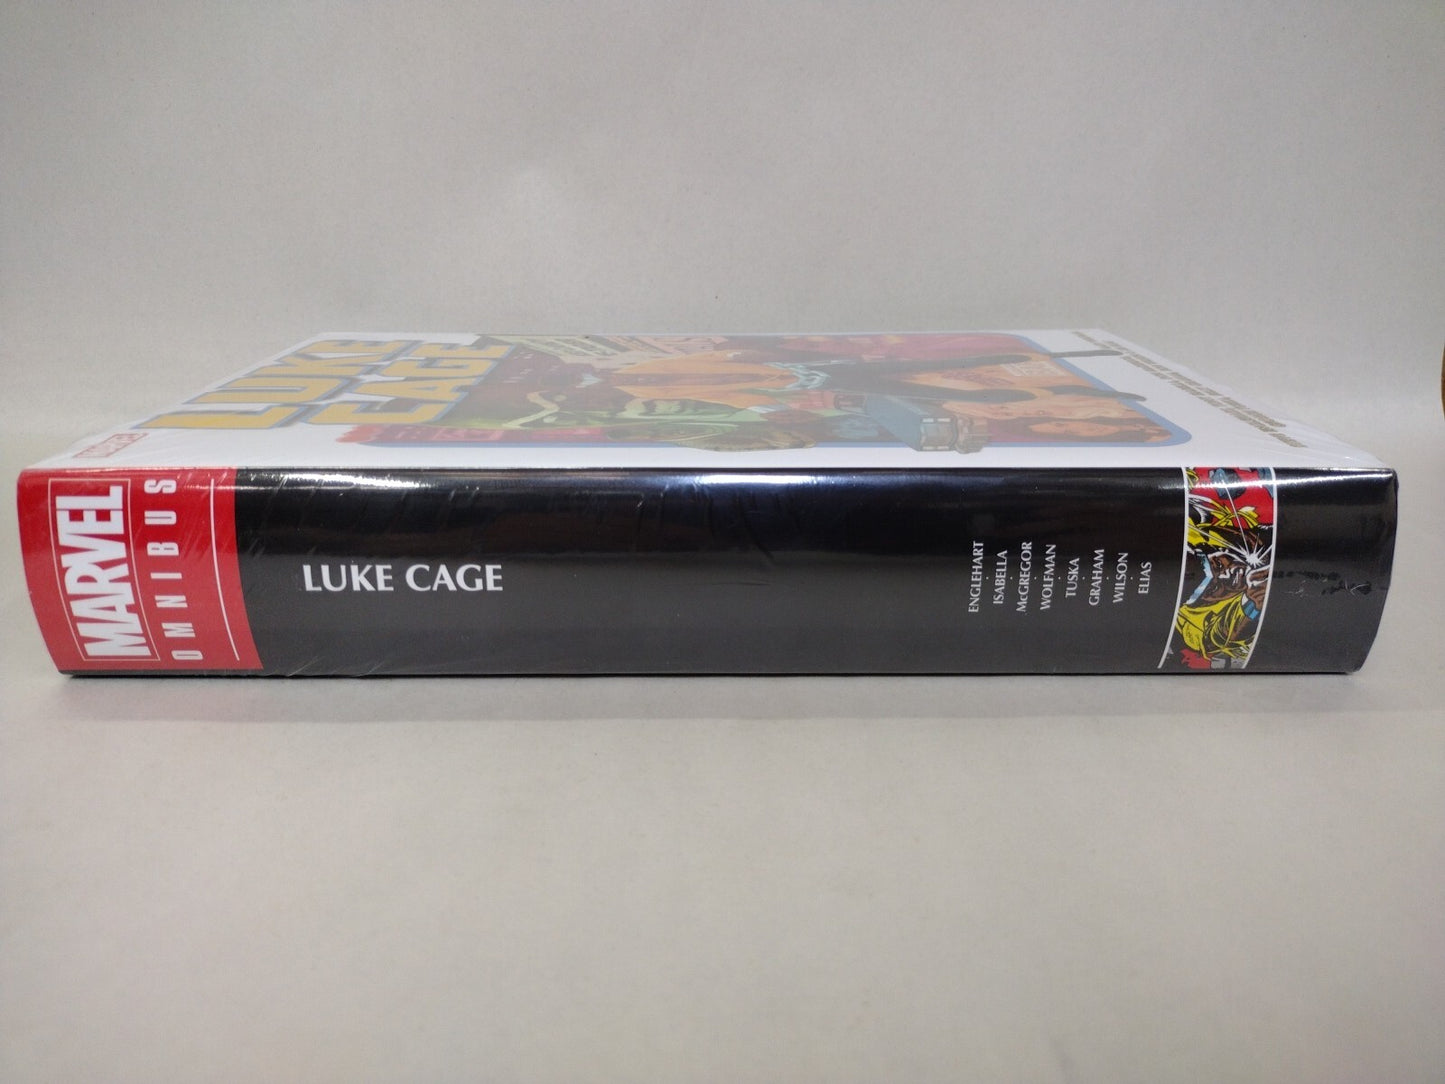 LUKE
CAGE
MARVEL
OMNIBUS
LUKE CAGE
ENGLEHART
·
ISABELLA
·
McGREGOR
·
WOLFMAN
·
TUSKA
·
GRAHAM
·
WILSON
·
ELIAS